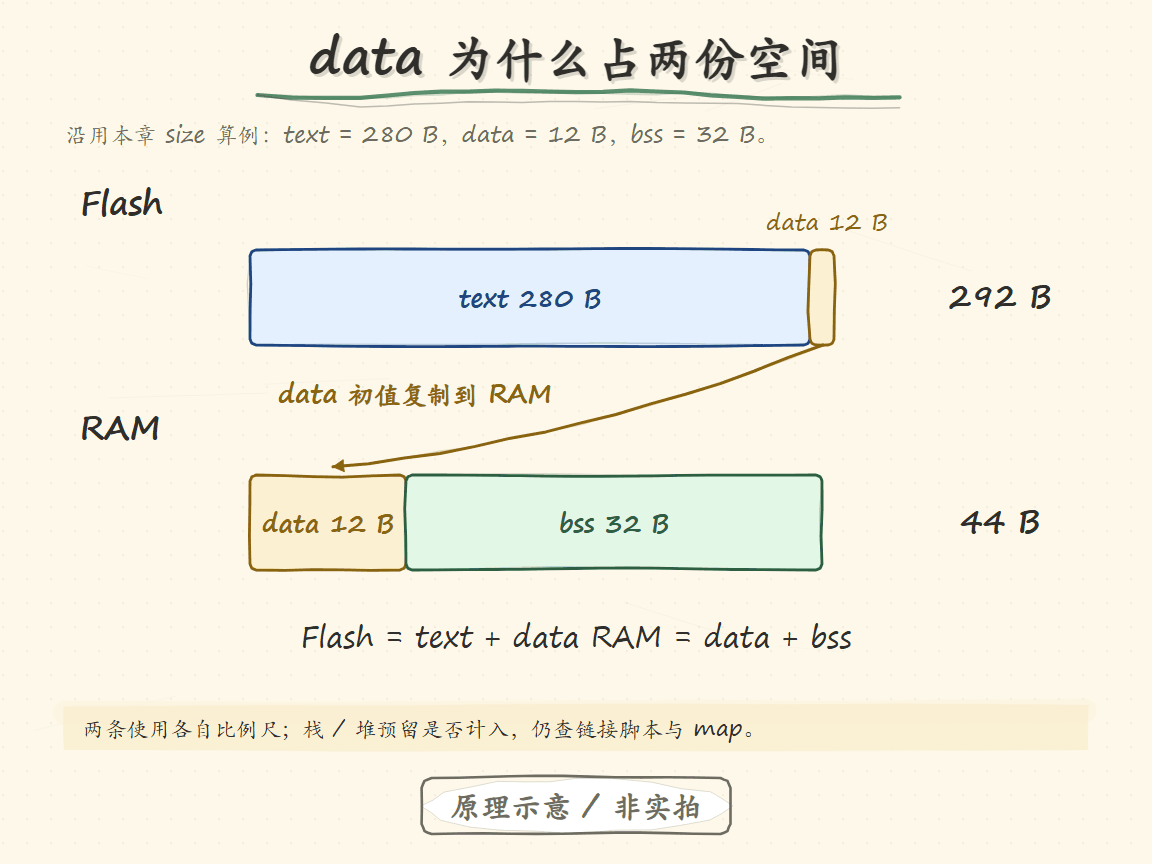 data 为什么占两份空间
沿用本章 size 算例：text = 280 B，data = 12 B，bss = 32 B。
Flash
data 12 B
text 280 B
292 B
data 初值复制到 RAM
RAM
data 12 B
bss 32 B
44 B
Flash = text + data RAM = data + bss
两条使用各自比例尺；栈 / 堆预留是否计入，仍查链接脚本与 map。
原理示意 / 非实拍